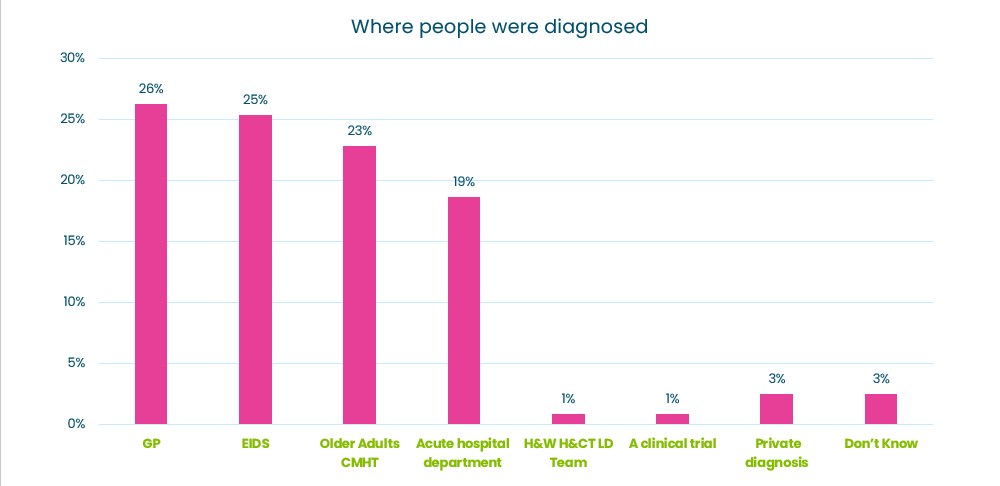 Where people were diagnosed
30%
25%
20%
15%
10%
5%
0%
26%
25%
23%
19%
1%
1%
3%
3%
GP
EIDS
Older Adults
CMHT
Acute hospital
department
H&W H&CT LD
Team
A clinical trial
Private
diagnosis
Don’t Know